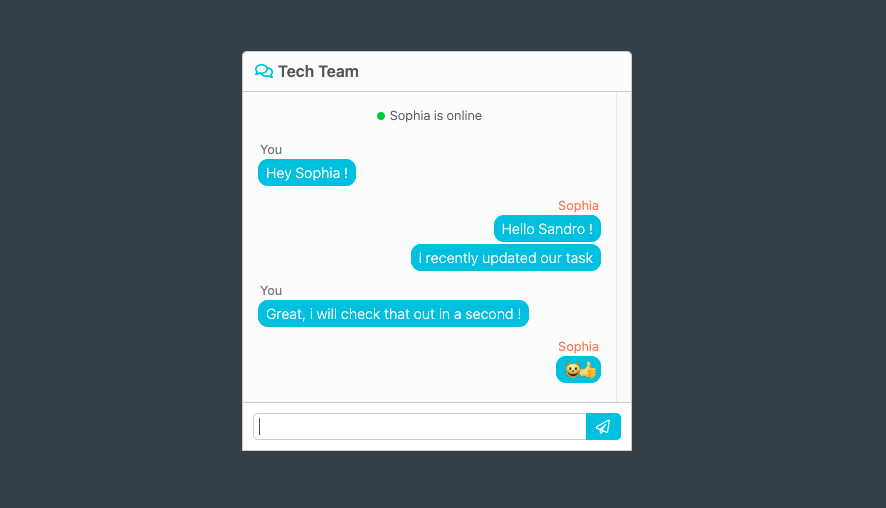 Tech Team
Sophia is online
You
Hey Sophia !
Sophia
Hello Sandro !
I recently updated our task
You
Great, i will check that out in a second !
Sophia
😺👍